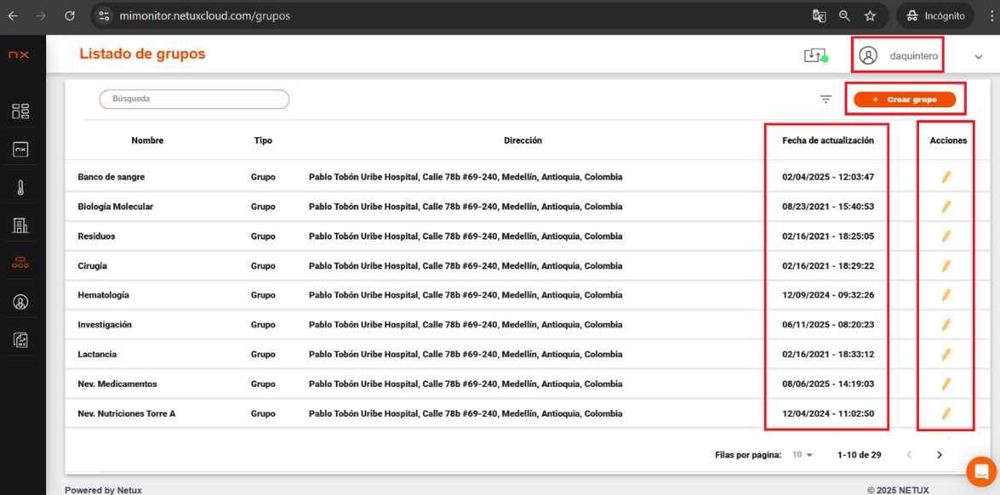 mimonitor.netuxcloud.com/grupos
Incógnito
nx
Listado de grupos
daquintero
Búsqueda
+ Crear grupo
Nombre Tipo Dirección Fecha de actualización Acciones
Banco de sangre Grupo Pablo Tobón Uribe Hospital, Calle 78b #69-240, Medellín, Antioquia, Colombia 02/04/2025 - 12:03:47
Biología Molecular Grupo Pablo Tobón Uribe Hospital, Calle 78b #69-240, Medellín, Antioquia, Colombia 08/23/2021 - 15:40:53
Residuos Grupo Pablo Tobón Uribe Hospital, Calle 78b #69-240, Medellín, Antioquia, Colombia 02/16/2021 - 18:25:05
Cirugía Grupo Pablo Tobón Uribe Hospital, Calle 78b #69-240, Medellín, Antioquia, Colombia 02/16/2021 - 18:29:22
Hematología Grupo Pablo Tobón Uribe Hospital, Calle 78b #69-240, Medellín, Antioquia, Colombia 12/09/2024 - 09:32:26
Investigación Grupo Pablo Tobón Uribe Hospital, Calle 78b #69-240, Medellín, Antioquia, Colombia 06/11/2025 - 08:20:23
Lactancia Grupo Pablo Tobón Uribe Hospital, Calle 78b #69-240, Medellín, Antioquia, Colombia 02/16/2021 - 18:33:12
Nev. Medicamentos Grupo Pablo Tobón Uribe Hospital, Calle 78b #69-240, Medellín, Antioquia, Colombia 08/06/2025 - 14:19:03
Nev. Nutriciones Torre A Grupo Pablo Tobón Uribe Hospital, Calle 78b #69-240, Medellín, Antioquia, Colombia 12/04/2024 - 11:02:50
Filas por pagina: 10 1-10 de 29
Powered by Netux © 2025 NETUX